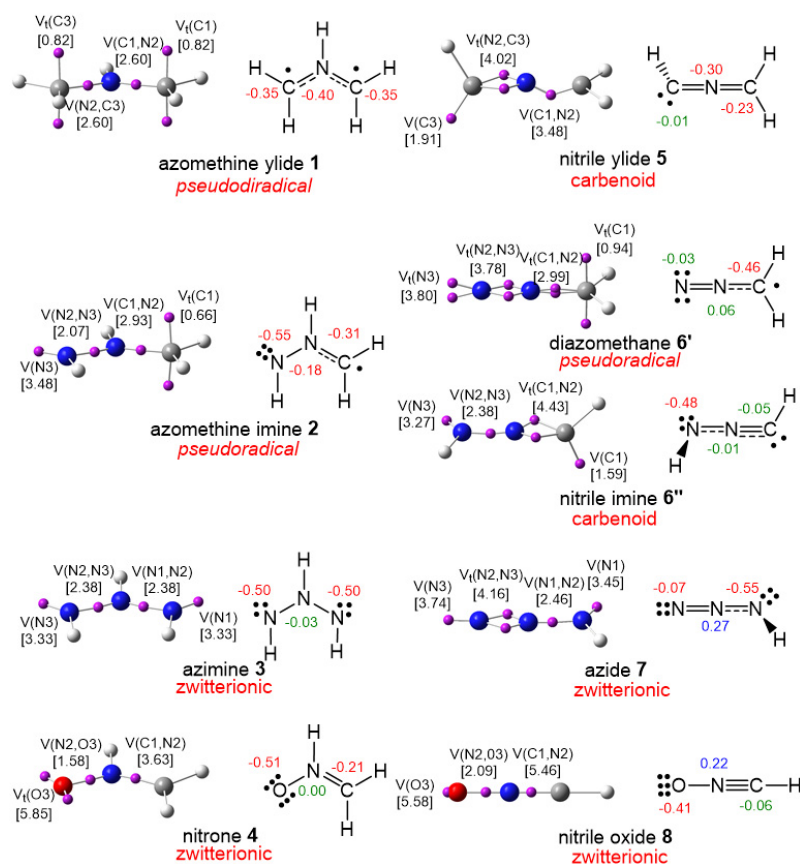 Vt(C3)
[0.82]
V(C1,N2)
[2.60]
Vt(C1)
[0.82]
V(N2,C3)
[2.60]
H
H
H
N
C
C
-0.35
-0.40
-0.35
H
H
azomethine ylide 1
pseudodiradical
Vt(N2,C3)
[4.02]
V(C3)
[1.91]
V(C1,N2)
[3.48]
H
H
-0.30
C
N
C
-0.01
-0.23
H
H
nitrile ylide 5
carbenoid
V(N2,N3)
[2.07]
V(C1,N2)
[2.93]
Vt(C1)
[0.66]
V(N3)
[3.48]
H
-0.55
N
-0.31
H
N
-0.18
C
H
H
azomethine imine 2
pseudoradical
Vt(N3)
[3.80]
Vt(N2,N3)
[3.78]
Vt(C1,N2)
[2.99]
Vt(C1)
[0.94]
-0.03
-0.46
H
N
N
C
0.06
H
diazomethane 6'
pseudoradical
V(N3)
[3.27]
V(N2,N3)
[2.38]
Vt(C1,N2)
[4.43]
V(C1)
[1.59]
-0.48
-0.05
H
N
N
C
H
-0.01
nitrile imine 6"
carbenoid
V(N2,N3)
[2.38]
V(N1,N2)
[2.38]
V(N3)
[3.33]
V(N1)
[3.33]
H
-0.50
N
-0.50
N
-0.03
N
H
H
azimine 3
zwitterionic
V(N3)
[3.74]
Vt(N2,N3)
[4.16]
V(N1,N2)
[2.46]
V(N1)
[3.45]
-0.07
-0.55
N
N
N
0.27
H
azide 7
zwitterionic
V(N2,O3)
[1.58]
V(C1,N2)
[3.63]
Vt(O3)
[5.85]
H
-0.51
N
-0.21
H
O
0.00
C
H
nitrone 4
zwitterionic
V(O3)
[5.58]
V(N2,03)
[2.09]
V(C1,N2)
[5.46]
0.22
O
N
C
H
-0.41
-0.06
nitrile oxide 8
zwitterionic